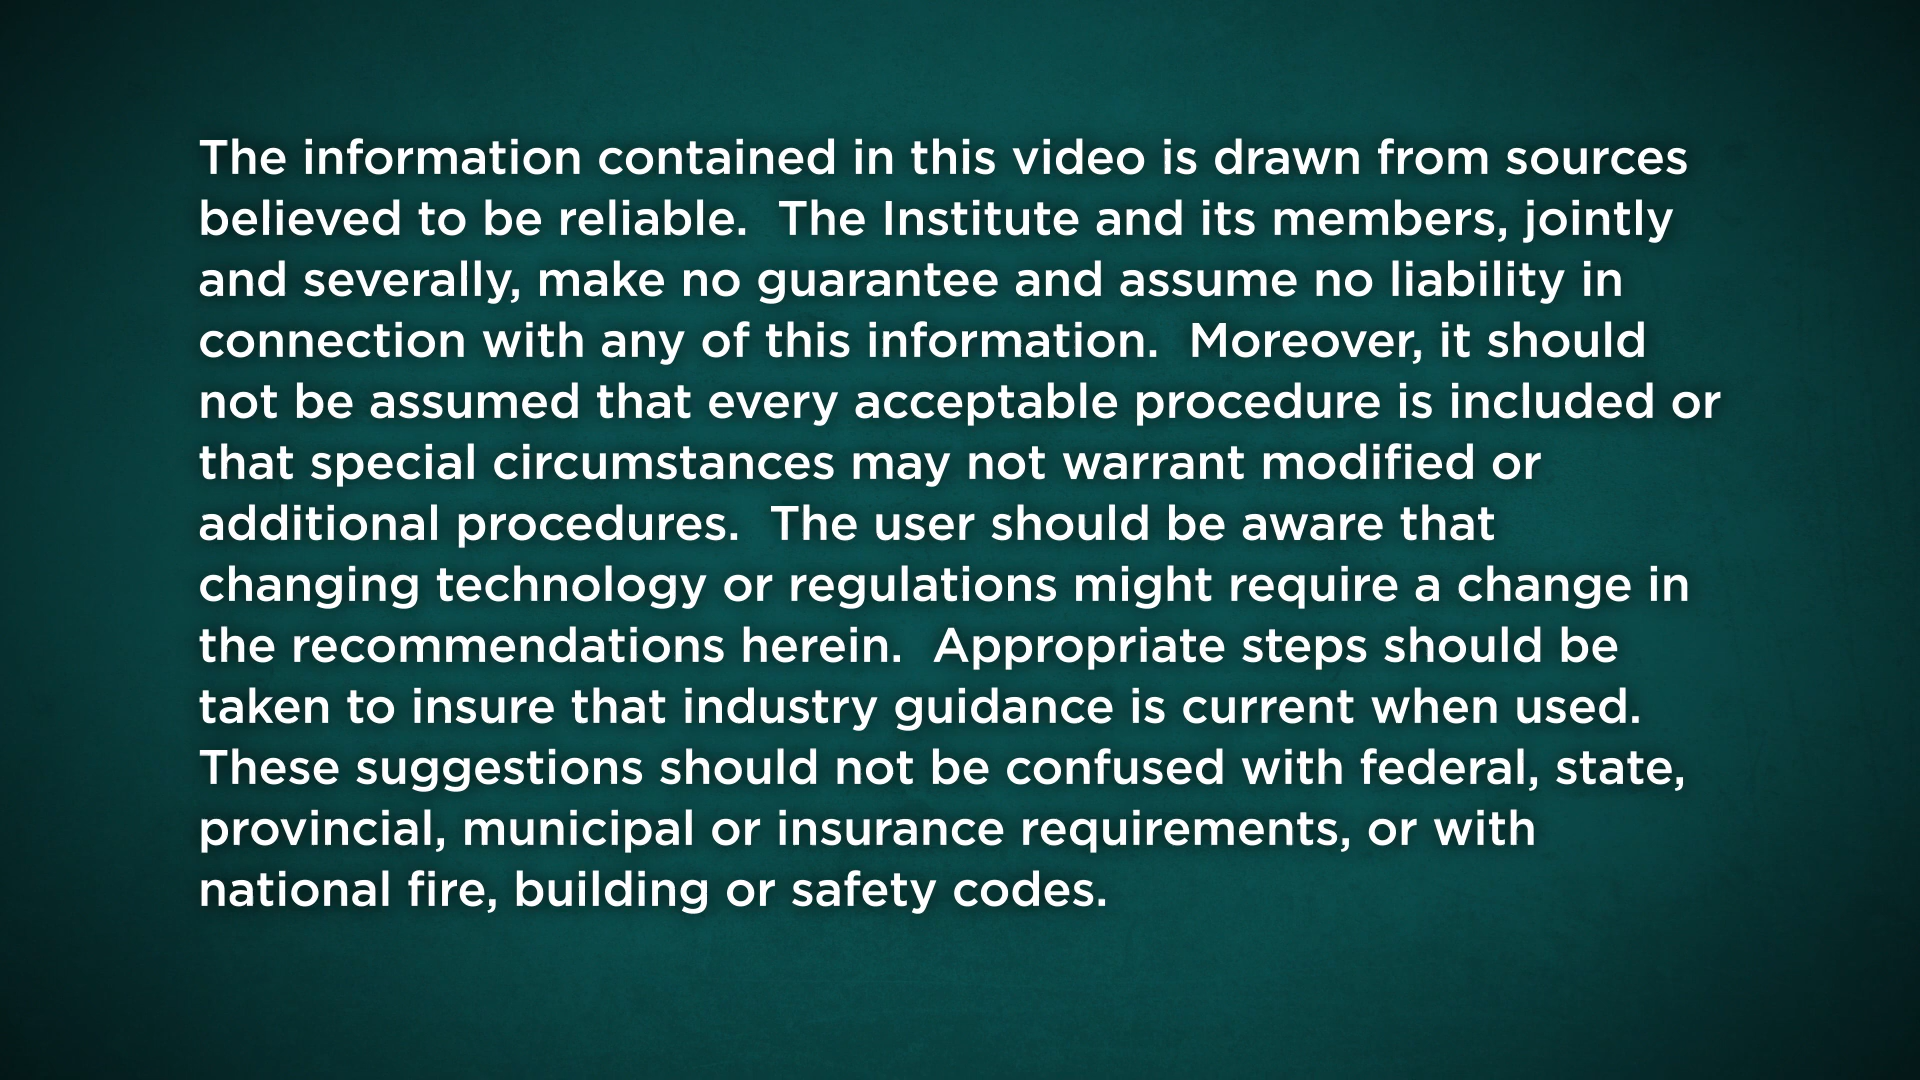 The information contained in this video is drawn from sources
believed to be reliable.  The Institute and its members, jointly
and severally, make no guarantee and assume no liability in
connection with any of this information.  Moreover, it should
not be assumed that every acceptable procedure is included or
that special circumstances may not warrant modified or
additional procedures.  The user should be aware that
changing technology or regulations might require a change in
the recommendations herein.  Appropriate steps should be
taken to insure that industry guidance is current when used.
These suggestions should not be confused with federal, state,
provincial, municipal or insurance requirements, or with
national fire, building or safety codes.